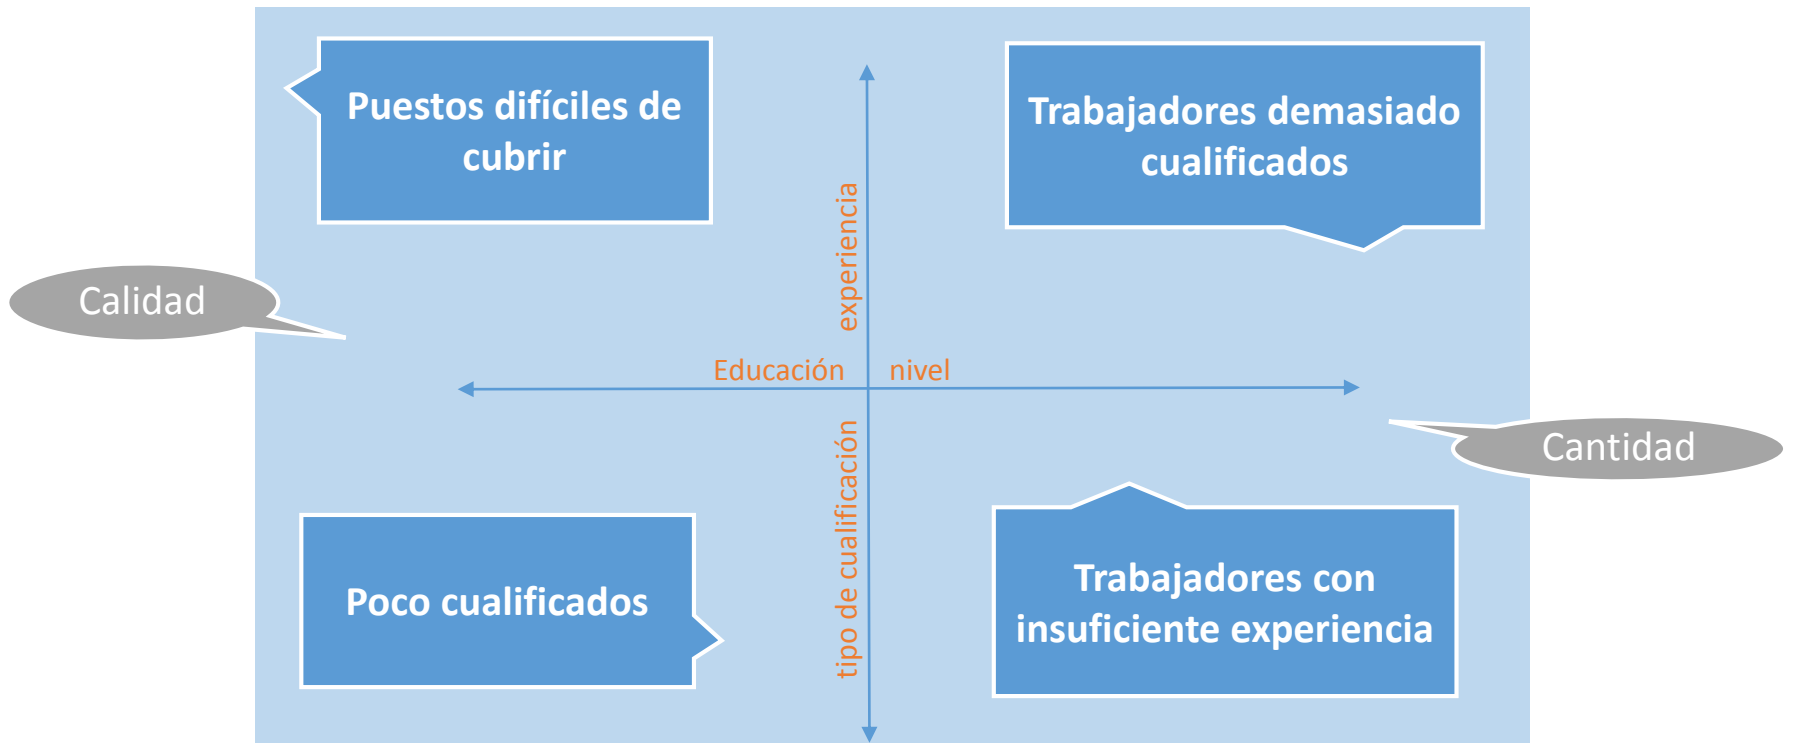 Puestos difíciles de
cubrir
Trabajadores demasiado
cualificados
experiencia
Calidad
Educación nivel
tipo de cualificación
Cantidad
Poco cualificados
Trabajadores con
insuficiente experiencia